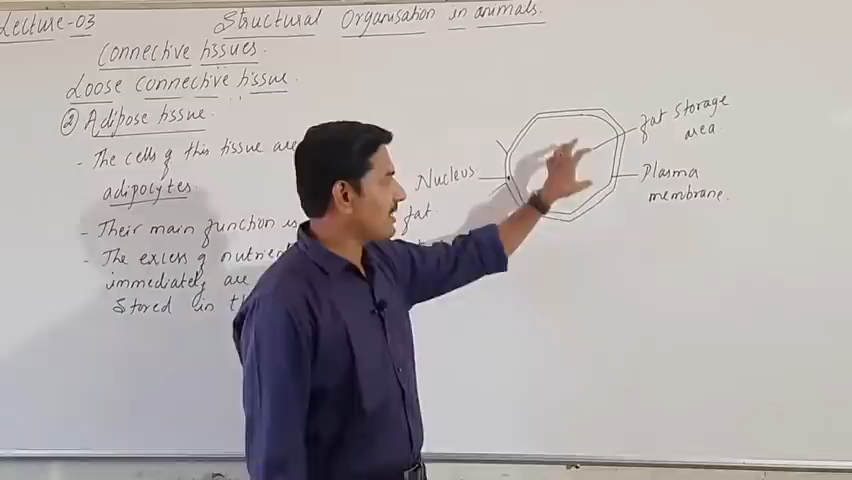 Lecture-03
Structural Organisation in animals.
Connective tissues.
Loose connective tissue.
② Adipose tissue.
- The cells of this tissue are
adipocytes
- Their main function is
fat.
- The excess of nutrient
immediately are
Stored in th
Nucleus
fat storage
area.
Plasma
membrane.